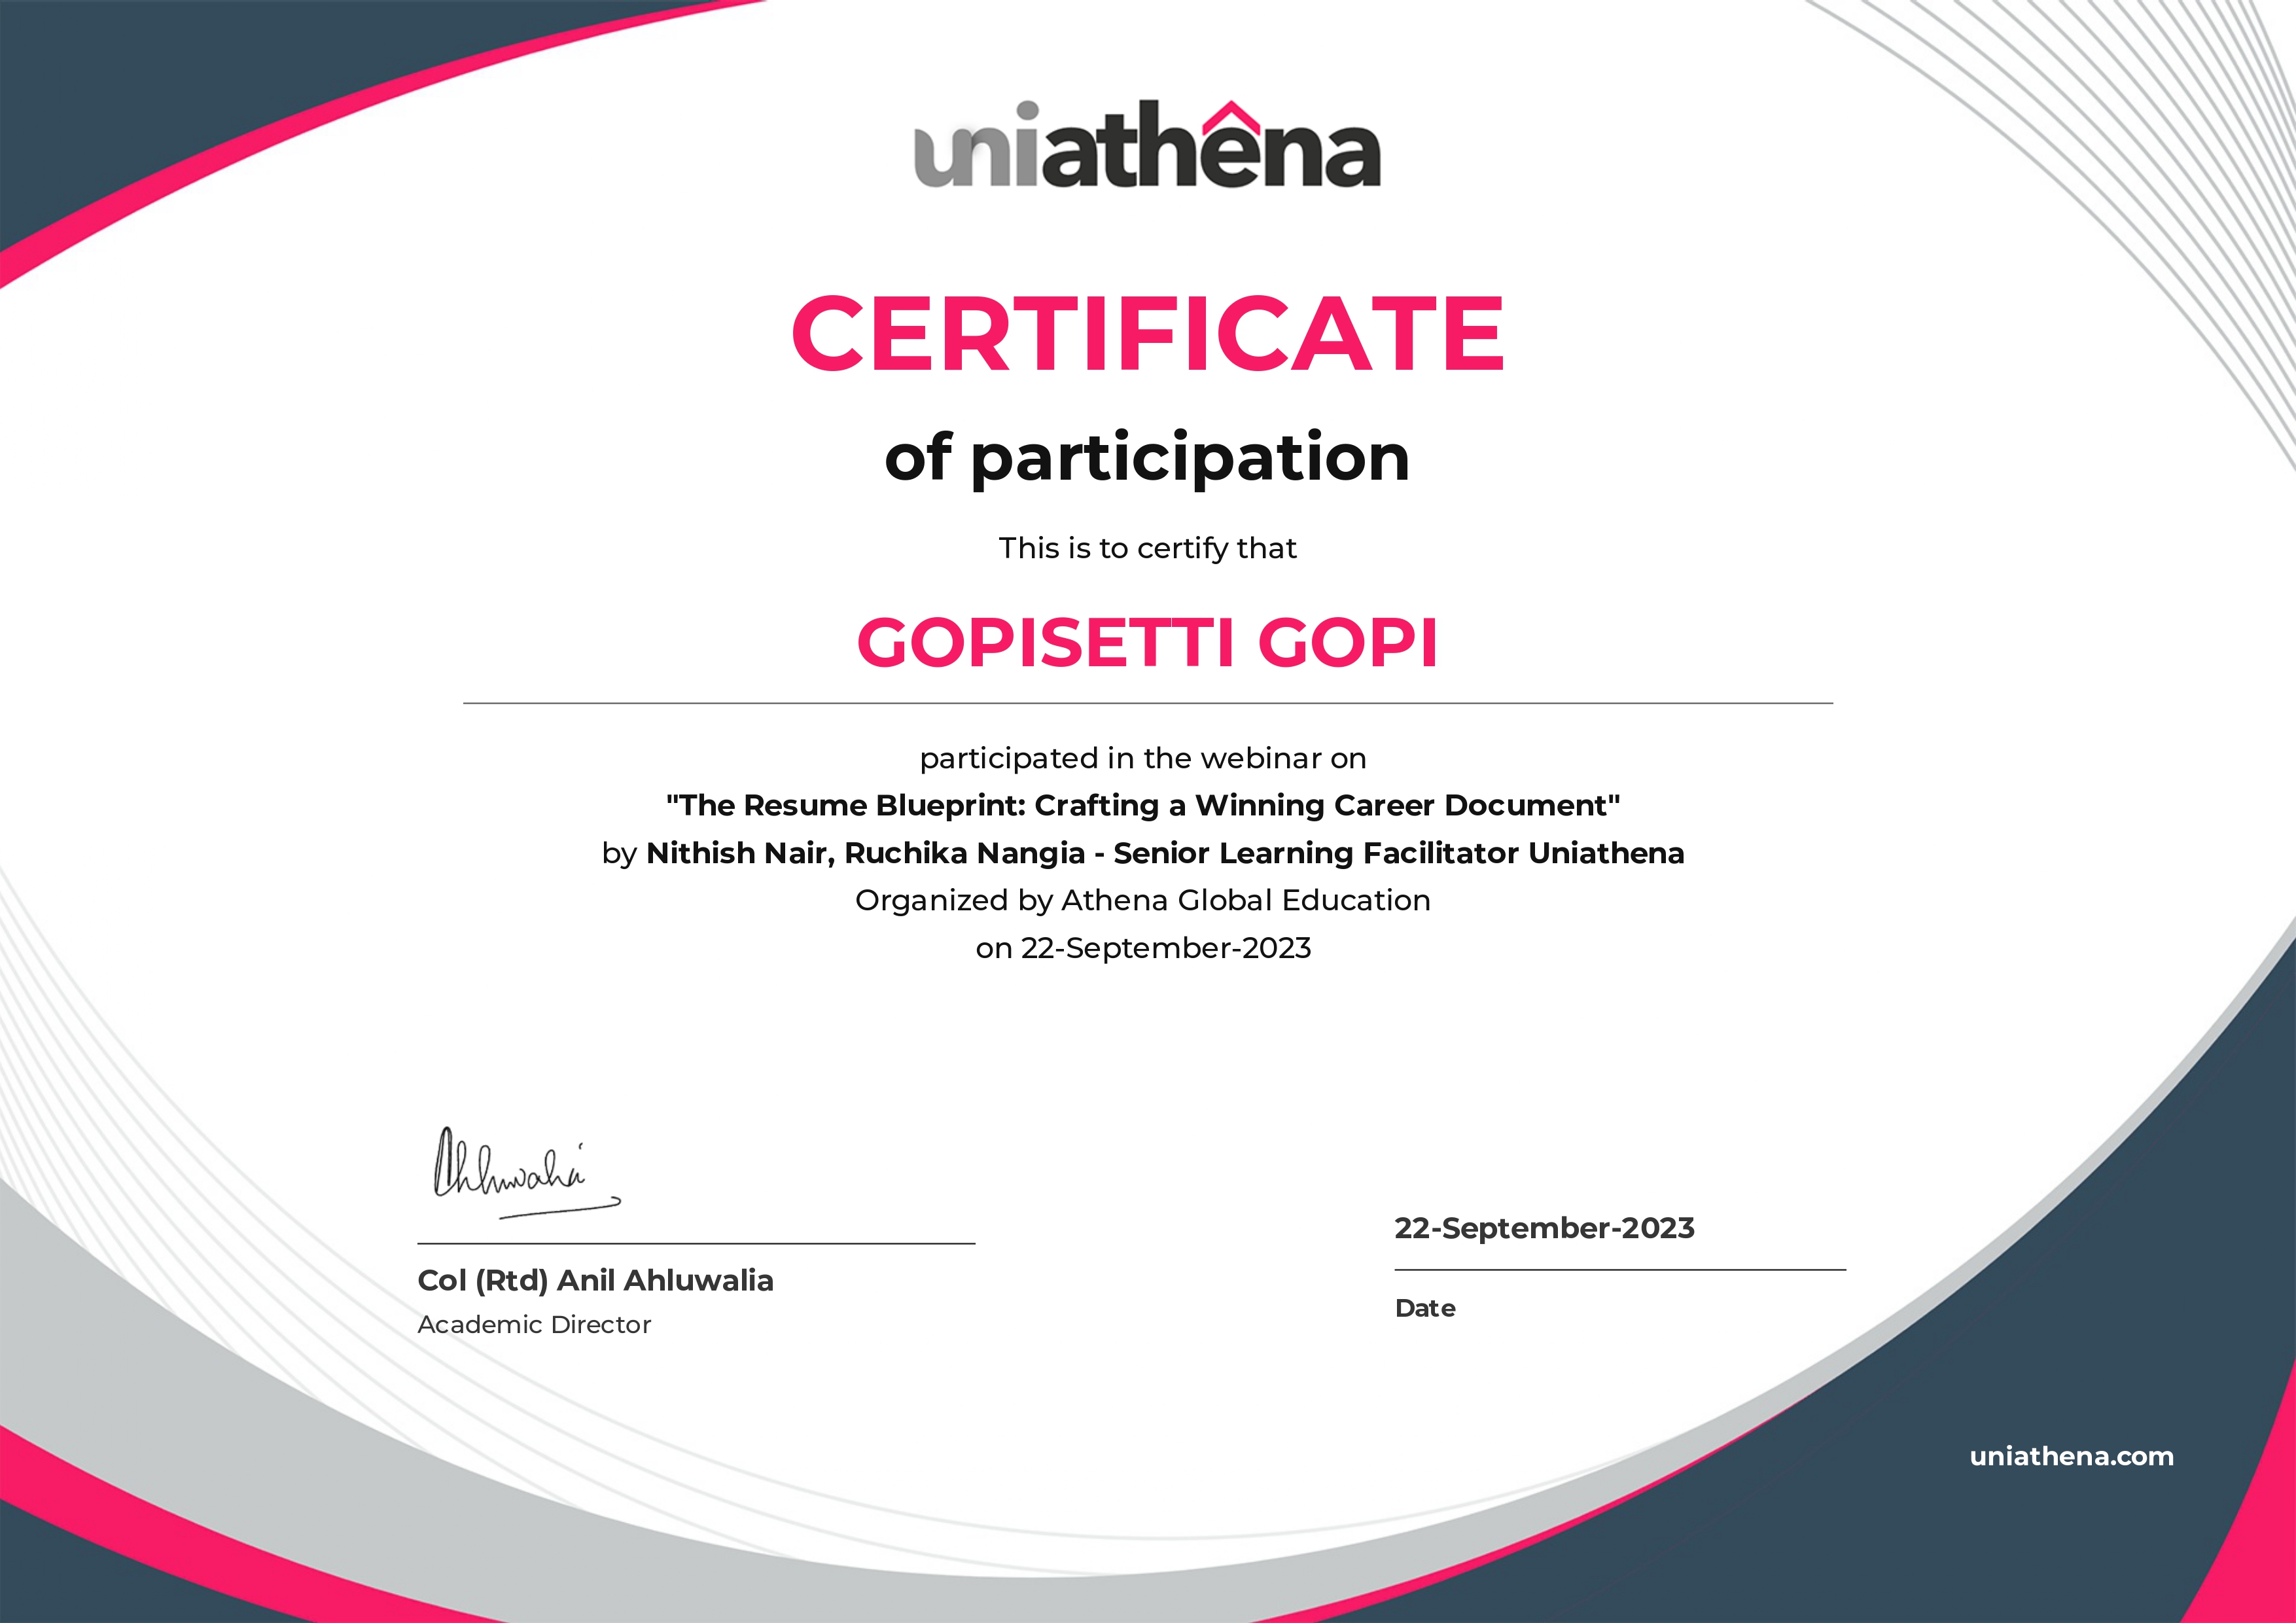 uniathêna
CERTIFICATE
of participation
This is to certify that
GOPISETTI GOPI
participated in the webinar on
"The Resume Blueprint: Crafting a Winning Career Document"
by Nithish Nair, Ruchika Nangia - Senior Learning Facilitator Uniathena
Organized by Athena Global Education
on 22-September-2023
Ahluwalia
Col (Rtd) Anil Ahluwalia
Academic Director
22-September-2023
Date
uniathena.com